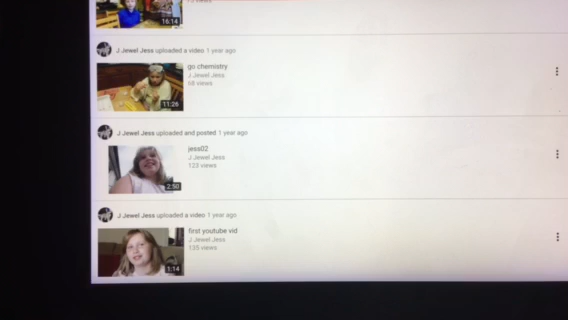 16:14
J Jewel Jess uploaded a video 1 year ago
go chemistry
J Jewel Jess
68 views
11:26
J Jewel Jess uploaded and posted 1 year ago
jess02
J Jewel Jess
123 views
2:50
J Jewel Jess uploaded a video 1 year ago
first youtube vid
J Jewel Jess
135 views
1:14